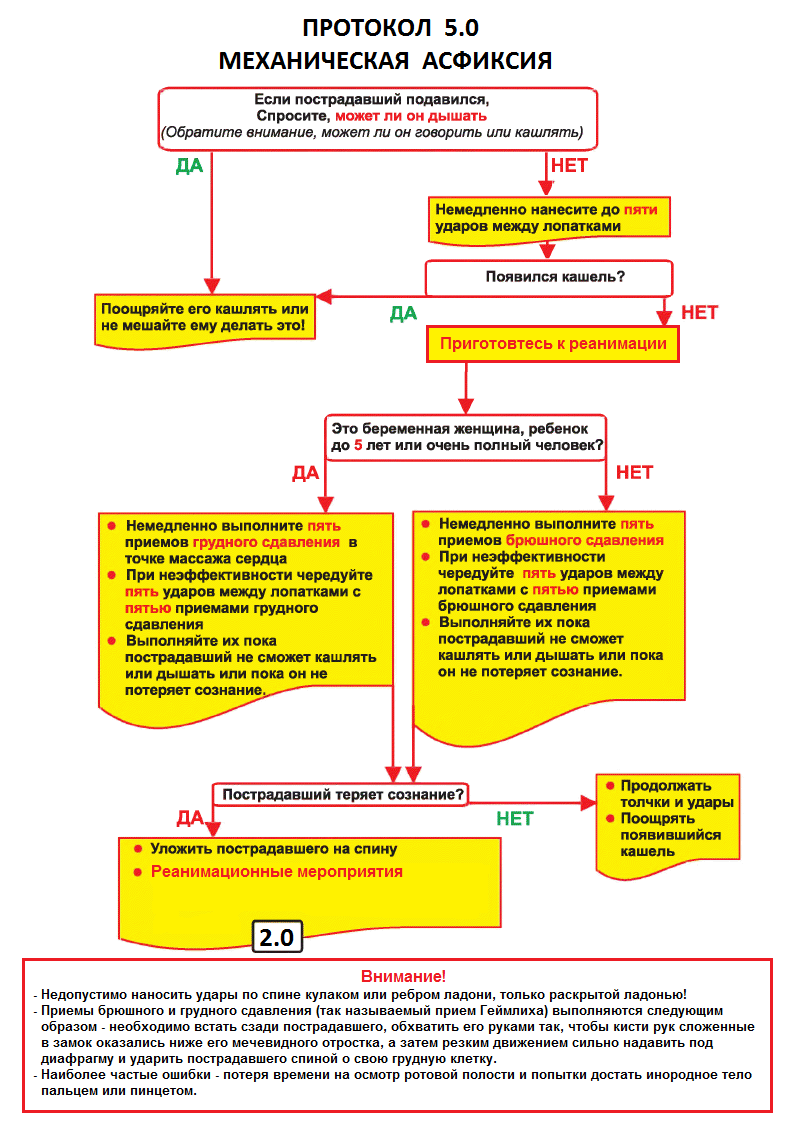 ПРОТОКОЛ 5.0
МЕХАНИЧЕСКАЯ АСФИКСИЯ
Если пострадавший подавился,
Спросите, может ли он дышать
(Обратите внимание, может ли он говорить или кашлять)
ДА
НЕТ
Немедленно нанесите до пяти
ударов между лопатками
Появился кашель?
ДА
НЕТ
Поощряйте его кашлять или
не мешайте ему делать это!
Приготовтесь к реанимации
Это беременная женщина, ребенок
до 5 лет или очень полный человек?
ДА
НЕТ
● Немедленно выполните пять
приемов грудного сдавления в
точке массажа сердца
● При неэффективности чередуйте
пять ударов между лопатками с
пятью приемами грудного
сдавления
● Выполняйте их пока
пострадавший не сможет кашлять
или дышать или пока он не
потеряет сознание.
● Немедленно выполните пять
приемов брюшного сдавления
● При неэффективности
чередуйте пять ударов между
лопатками с пятью приемами
брюшного сдавления
● Выполняйте их пока
пострадавший не сможет
кашлять или дышать или пока
он не потеряет сознание.
Пострадавший теряет сознание?
ДА
НЕТ
● Продолжать
толчки и удары
● Поощрять
появившийся
кашель
● Уложить пострадавшего на спину
● Реанимационные мероприятия
2.0
Внимание!
- Недопустимо наносить удары по спине кулаком или ребром ладони, только раскрытой ладонью!
- Приемы брюшного и грудного сдавления (так называемый прием Геймлиха) выполняются следующим
образом - необходимо встать сзади пострадавшего, обхватить его руками так, чтобы кисти рук сложенные
в замок оказались ниже его мечевидного отростка, а затем резким движением сильно надавить под
диафрагму и ударить пострадавшего спиной о свою грудную клетку.
- Наиболее частые ошибки - потеря времени на осмотр ротовой полости и попытки достать инородное тело
пальцем или пинцетом.